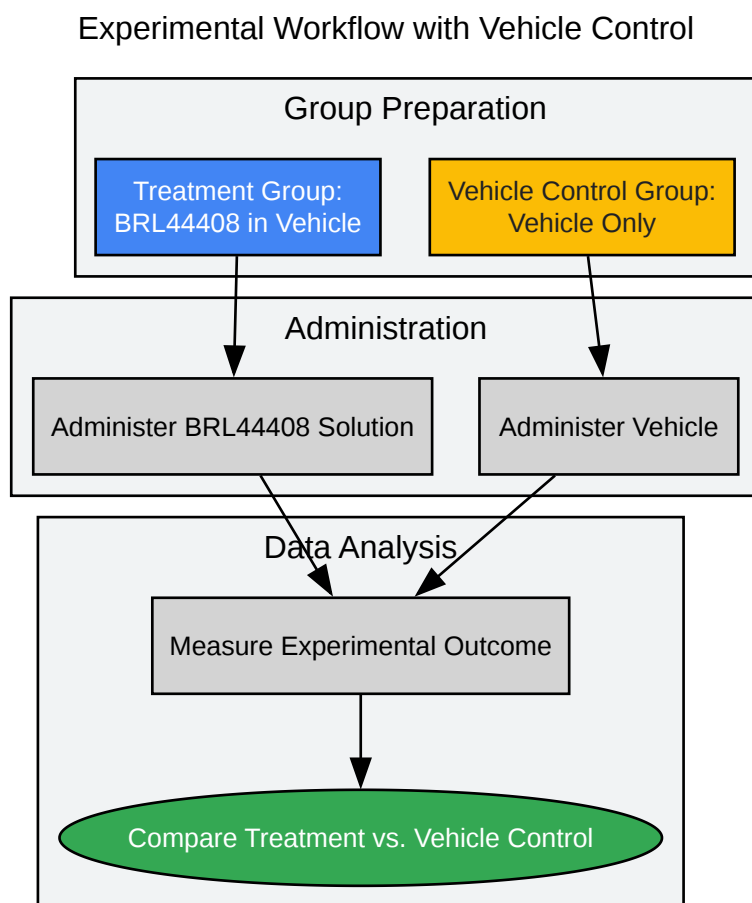 Experimental Workflow with Vehicle Control
Group Preparation
Treatment Group:
BRL44408 in Vehicle
Vehicle Control Group:
Vehicle Only
Administration
Administer BRL44408 Solution
Administer Vehicle
Data Analysis
Measure Experimental Outcome
Compare Treatment vs. Vehicle Control